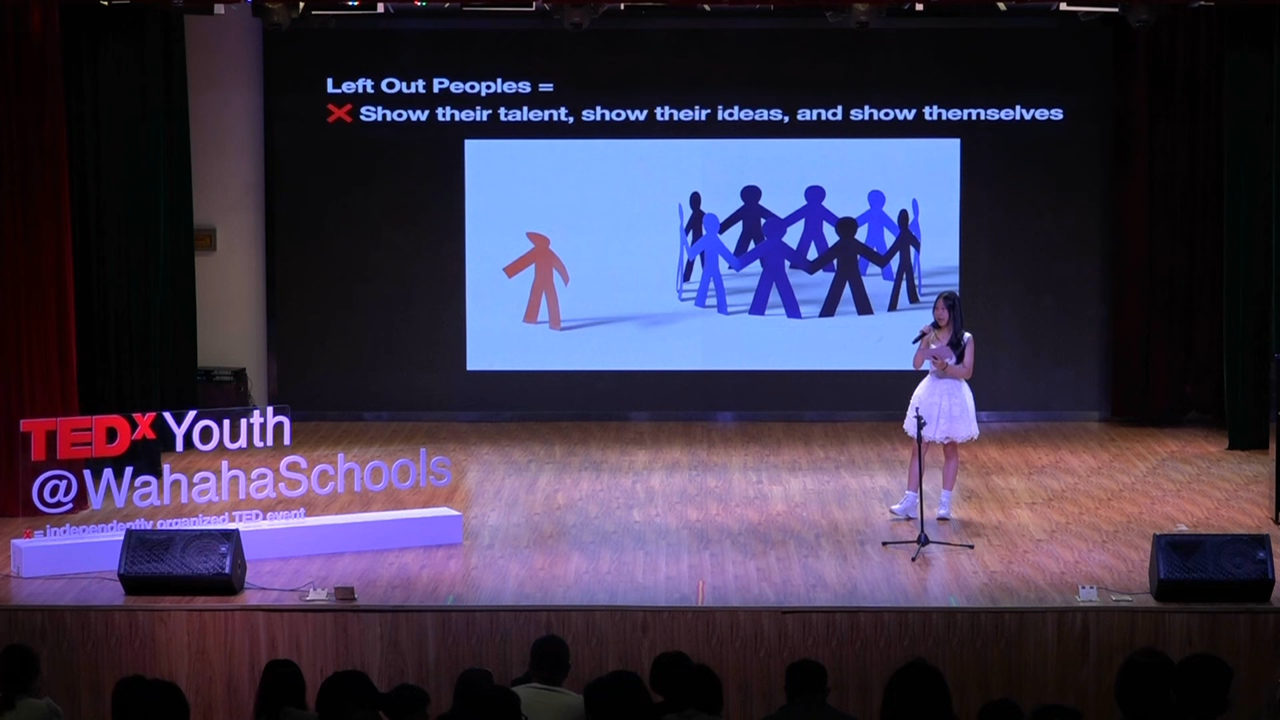 Left Out Peoples =
❌ Show their talent, show their ideas, and show themselves
TEDx Youth
@WahahaSchools
x = independently organized TED event